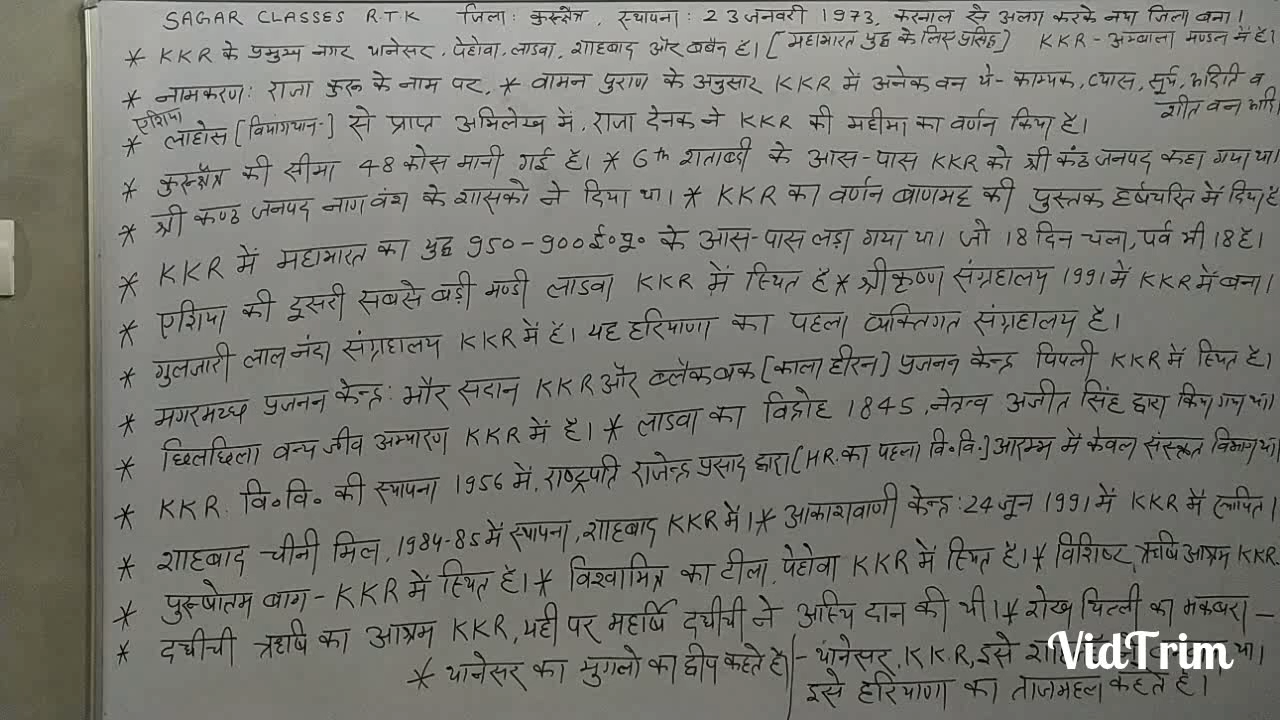 SAGAR CLASSES R.T.K जिला: कुरूक्षेत्र, स्थापना: 23 जनवरी 1973, करनाल से अलग करके नया जिला बना।
* KKR के प्रमुख नगर थानेसर, पेहोवा, लाडवा, शाहबाद और बबैन है। [महाभारत युद्ध के लिए प्रसिद्ध] KKR - अम्बाला मण्डल में है।
* नामकरण: राजा कुरू के नाम पर, * वामन पुराण के अनुसार KKR में अनेक वन थे - काम्यक, व्यास, सूर्य, अदिति व
शीत वन आदि
एशिया
* लाहोस [वियांगचान-] से प्राप्त अभिलेख में, राजा देनक ने KKR की महीमा का वर्णन किया है।
* कुरूक्षेत्र की सीमा 48 कोस मानी गई है। * 6th शताब्दी के आस-पास KKR को श्री कंठ जनपद कहा गया था।
* श्री कण्ठ जनपद नाग वंश के शासको ने दिया था। * KKR का वर्णन बाणभट्ट की पुस्तक हर्षचरित में दिया है
* KKR में महाभारत का युद्ध 950-900 ई०पू० के आस-पास लड़ा गया था। जो 18 दिन चला, पर्व भी 18 है।
* एशिया की दूसरी सबसे बड़ी मण्डी लाडवा KKR में स्थित है * श्री कृष्ण संग्रहालय 1991 में KKR में बना।
* गुलजारी लाल नंदा संग्रहालय KKR में है। यह हरियाणा का पहला व्यक्तिगत संग्रहालय है।
* मगरमच्छ प्रजनन केन्द्र: भौर सदान KKR और ब्लैक बक [काला हीरन] प्रजनन केन्द्र पिपली KKR में स्थित है।
* छिलछिला वन्य जीव अभ्यारण KKR में है। * लाडवा का विद्रोह 1845, नेत्रत्व अजीत सिंह द्वारा किया गया था।
* KKR. वि०वि० की स्थापना 1956 में, राष्ट्रपति राजेन्द्र प्रसाद द्वारा [HR. का पहला वि०वि०] आरम्भ में केवल संस्क्रत विभाग था।
* शाहबाद चीनी मिल, 1984-85 में स्थापना, शाहबाद KKR में। * आकाशवाणी केन्द्र: 24 जून 1991 में KKR में स्थापित।
* पुरूषोतम बाग - KKR में स्थित है। * विश्वामित्र का टीला, पेहोवा KKR में स्थित है। * विशिष्ट ऋषि आश्रम KKR.
* दधीची ऋषि का आश्रम KKR, यही पर महार्षि दधीची ने अस्थि दान की थी। * शेख चिल्ली का मकबरा -
* थानेसर का मुगलो का द्वीप कहते है। - थानेसर, K.K.R, इसे था।
इसे हरियाणा का ताजमहल कहते है।
VidTrim